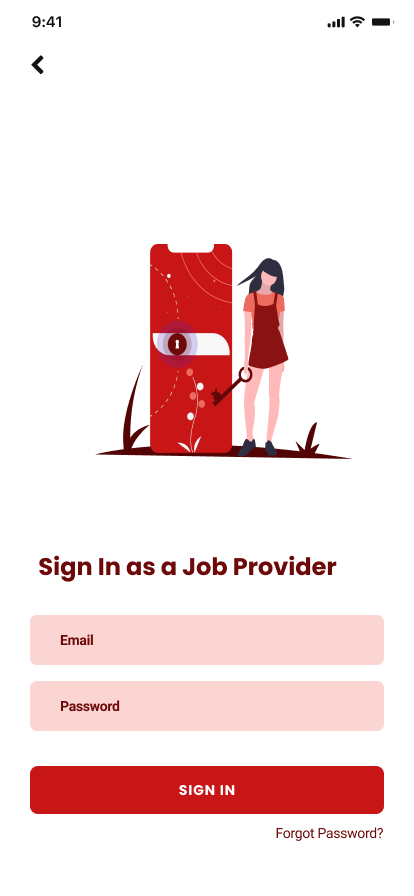 9:41
Sign In as a Job Provider
Email
Password
SIGN IN
Forgot Password?